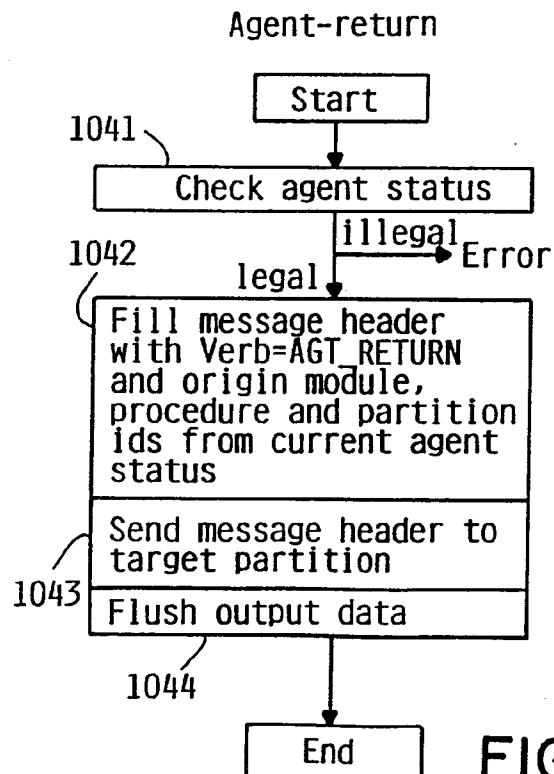 Agent-return
Start
1041
Check agent status
illegal
Error
1042
legal
Fill message header
with Verb=AGT_RETURN
and origin module,
procedure and partition
ids from current agent
status
Send message header to
target partition
1043
Flush output data
1044
End
FIG